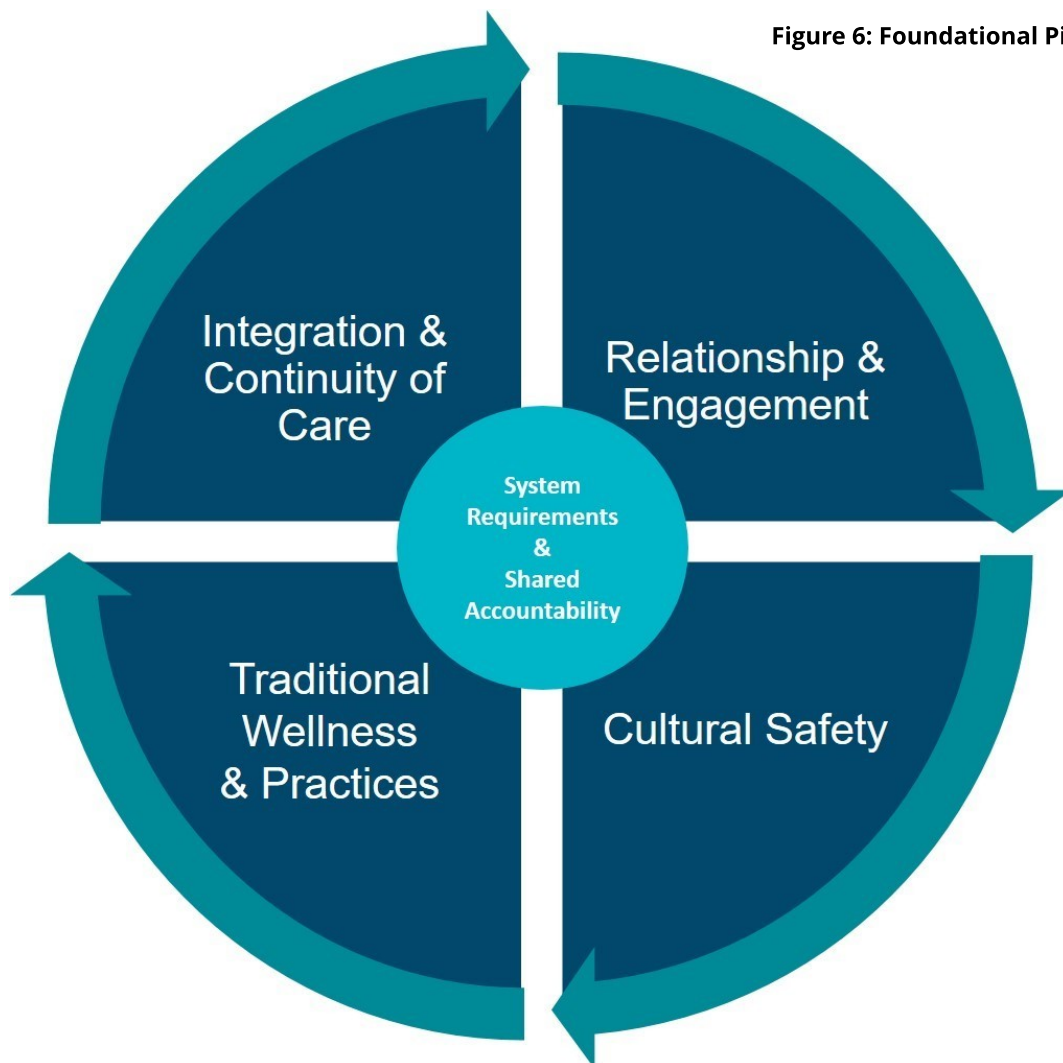 Figure 6: Foundational Pi
Integration &
Continuity of
Care
Relationship &
Engagement
System
Requirements
&
Shared
Accountability
Traditional
Wellness
& Practices
Cultural Safety